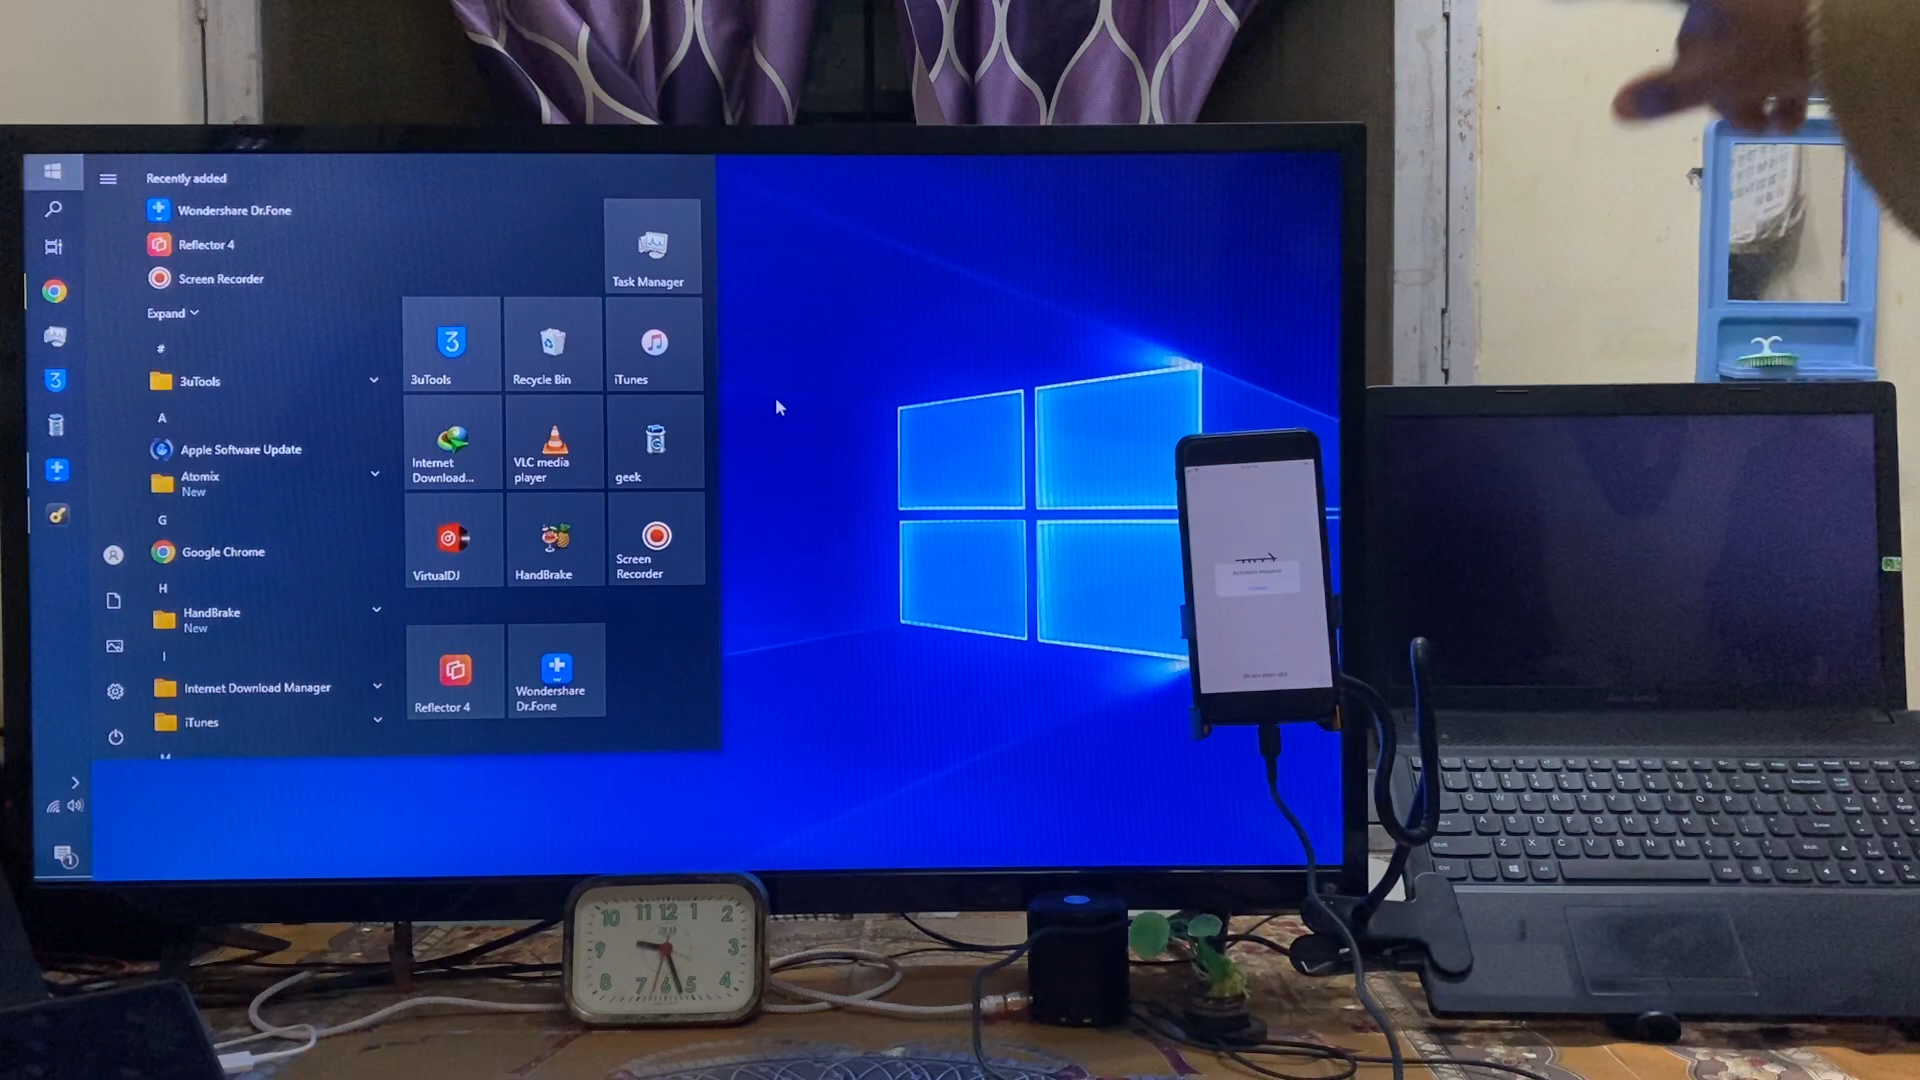 Recently added
Wondershare Dr.Fone
Reflector 4
Screen Recorder
Expand
#
3uTools
A
Apple Software Update
Atomix
New
G
Google Chrome
H
HandBrake
New
I
Internet Download Manager
iTunes
M
Task Manager
3
3uTools
Recycle Bin
iTunes
Internet
Download...
VLC media
player
geek
VirtualDJ
HandBrake
Screen
Recorder
Reflector 4
Wondershare
Dr.Fone
3
1
11 12 1
10 2
9 3
8 4
7 6 5
Q W E R T Y U I O P
A S D F G H J K L
Z X C V B N M